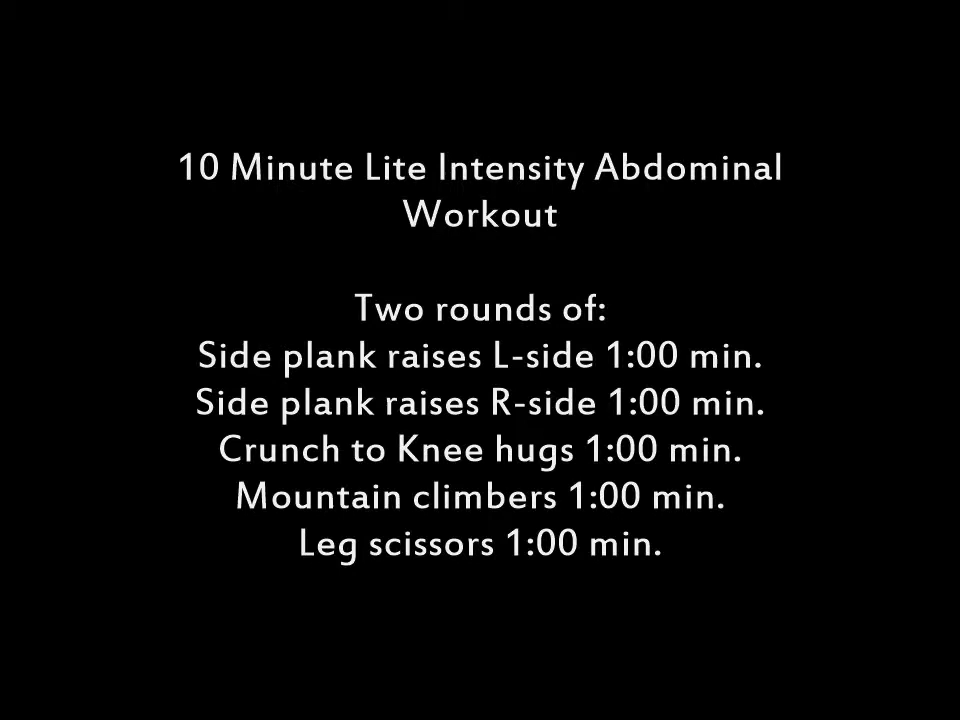 10 Minute Lite Intensity Abdominal
Workout
Two rounds of:
Side plank raises L-side 1:00 min.
Side plank raises R-side 1:00 min.
Crunch to Knee hugs 1:00 min.
Mountain climbers 1:00 min.
Leg scissors 1:00 min.